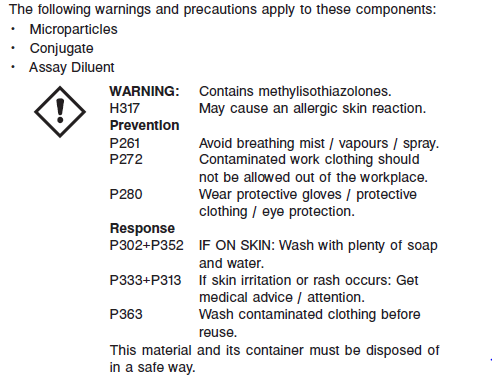 The following warnings and precautions apply to these components:
• Microparticles
• Conjugate
• Assay Diluent
WARNING: Contains methylisothiazolones.
H317 May cause an allergic skin reaction.
Prevention
P261 Avoid breathing mist / vapours / spray.
P272 Contaminated work clothing should
not be allowed out of the workplace.
P280 Wear protective gloves / protective
clothing / eye protection.
Response
P302+P352 IF ON SKIN: Wash with plenty of soap
and water.
P333+P313 If skin irritation or rash occurs: Get
medical advice / attention.
P363 Wash contaminated clothing before
reuse.
This material and its container must be disposed of
in a safe way.